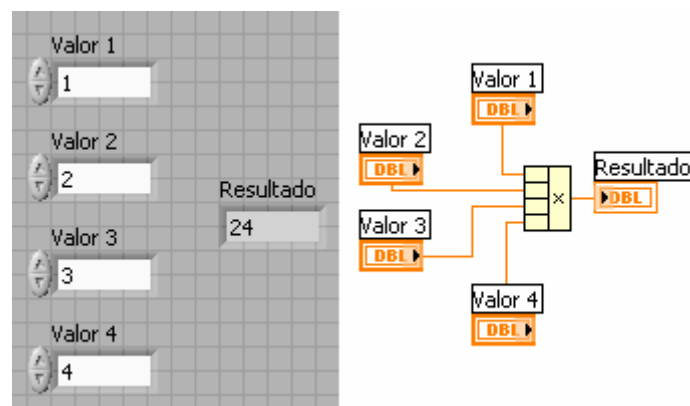 Valor 1
1
Valor 2
2
Valor 3
3
Valor 4
4
Resultado
24
Valor 1
DBL
Valor 2
DBL
Valor 3
DBL
Valor 4
DBL
x
Resultado
DBL